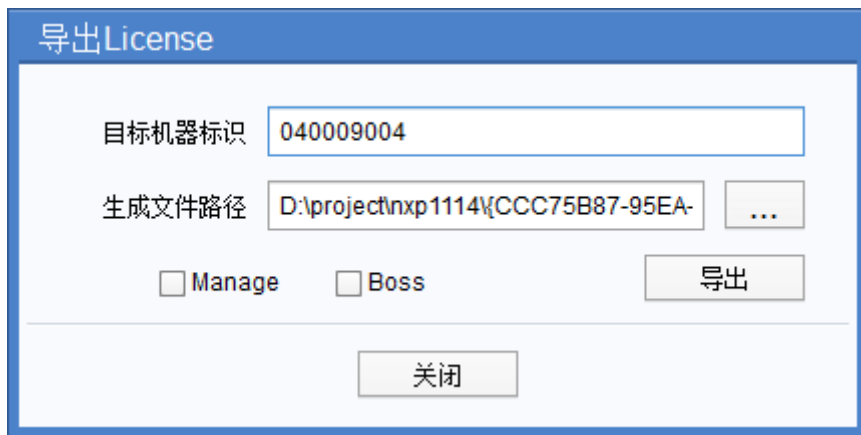 导出License
目标机器标识 040009004
生成文件路径 D:\project\nxp1114\{CCC75B87-95EA- ...
Manage Boss 导出
关闭